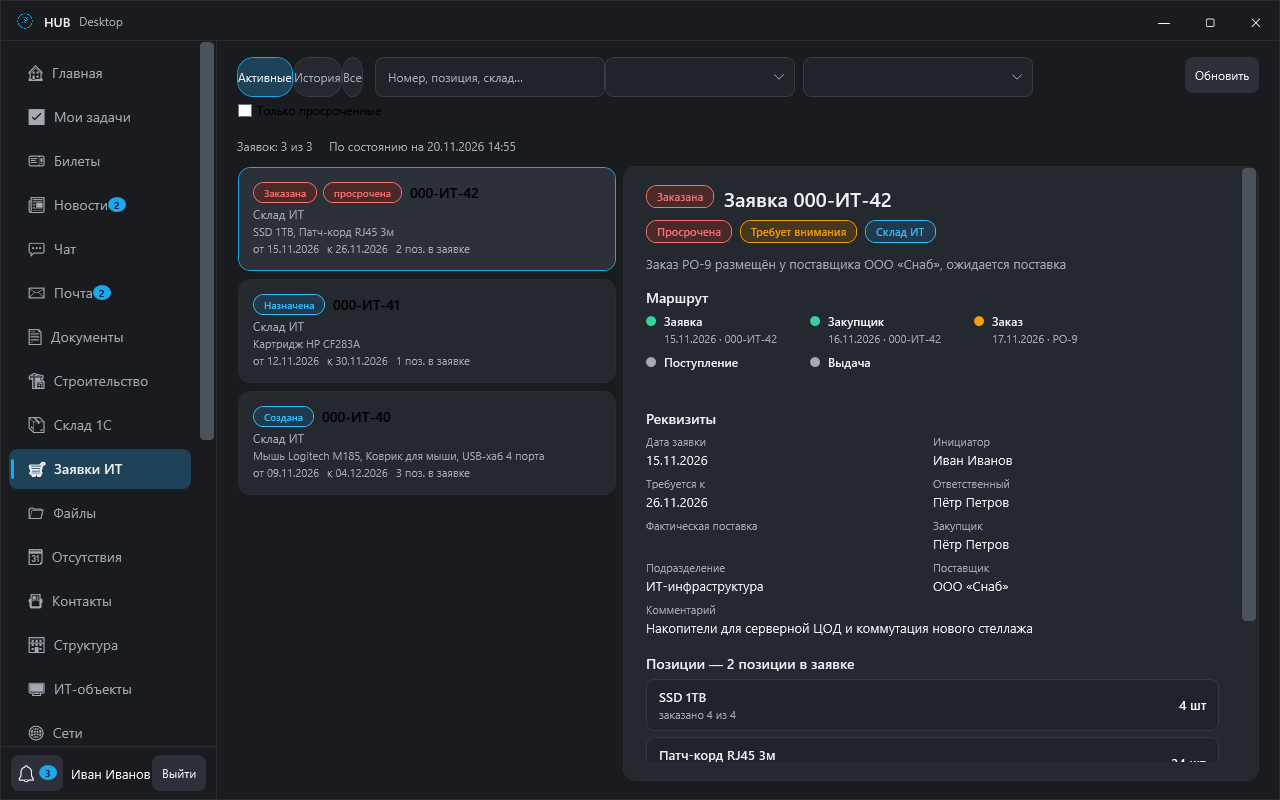 HUB Desktop
Главная
Мои задачи
Билеты
Новости 2
Чат
Почта 2
Документы
Строительство
Склад 1С
Заявки ИТ
Файлы
31 Отсутствия
Контакты
Структура
ИТ-объекты
Сети
3 Иван Иванов Выйти
Активные История Все Номер, позиция, склад... Обновить
Только просроченные
Заявок: 3 из 3 По состоянию на 20.11.2026 14:55
Заказана просрочена 000-ИТ-42
Склад ИТ
SSD 1TB, Патч-корд RJ45 3м
от 15.11.2026 к 26.11.2026 2 поз. в заявке
Назначена 000-ИТ-41
Склад ИТ
Картридж HP CF283A
от 12.11.2026 к 30.11.2026 1 поз. в заявке
Создана 000-ИТ-40
Склад ИТ
Мышь Logitech M185, Коврик для мыши, USB-хаб 4 порта
от 09.11.2026 к 04.12.2026 3 поз. в заявке
Заказана Заявка 000-ИТ-42
Просрочена Требует внимания Склад ИТ
Заказ PO-9 размещён у поставщика ООО «Снаб», ожидается поставка
Маршрут
Заявка Закупщик Заказ
15.11.2026 · 000-ИТ-42 16.11.2026 · 000-ИТ-42 17.11.2026 · PO-9
Поступление Выдача
Реквизиты
Дата заявки Инициатор
15.11.2026 Иван Иванов
Требуется к Ответственный
26.11.2026 Пётр Петров
Фактическая поставка Закупщик
Пётр Петров
Подразделение Поставщик
ИТ-инфраструктура ООО «Снаб»
Комментарий
Накопители для серверной ЦОД и коммутация нового стеллажа
Позиции — 2 позиции в заявке
SSD 1TB 4 шт
заказано 4 из 4
Патч-корд RJ45 3м